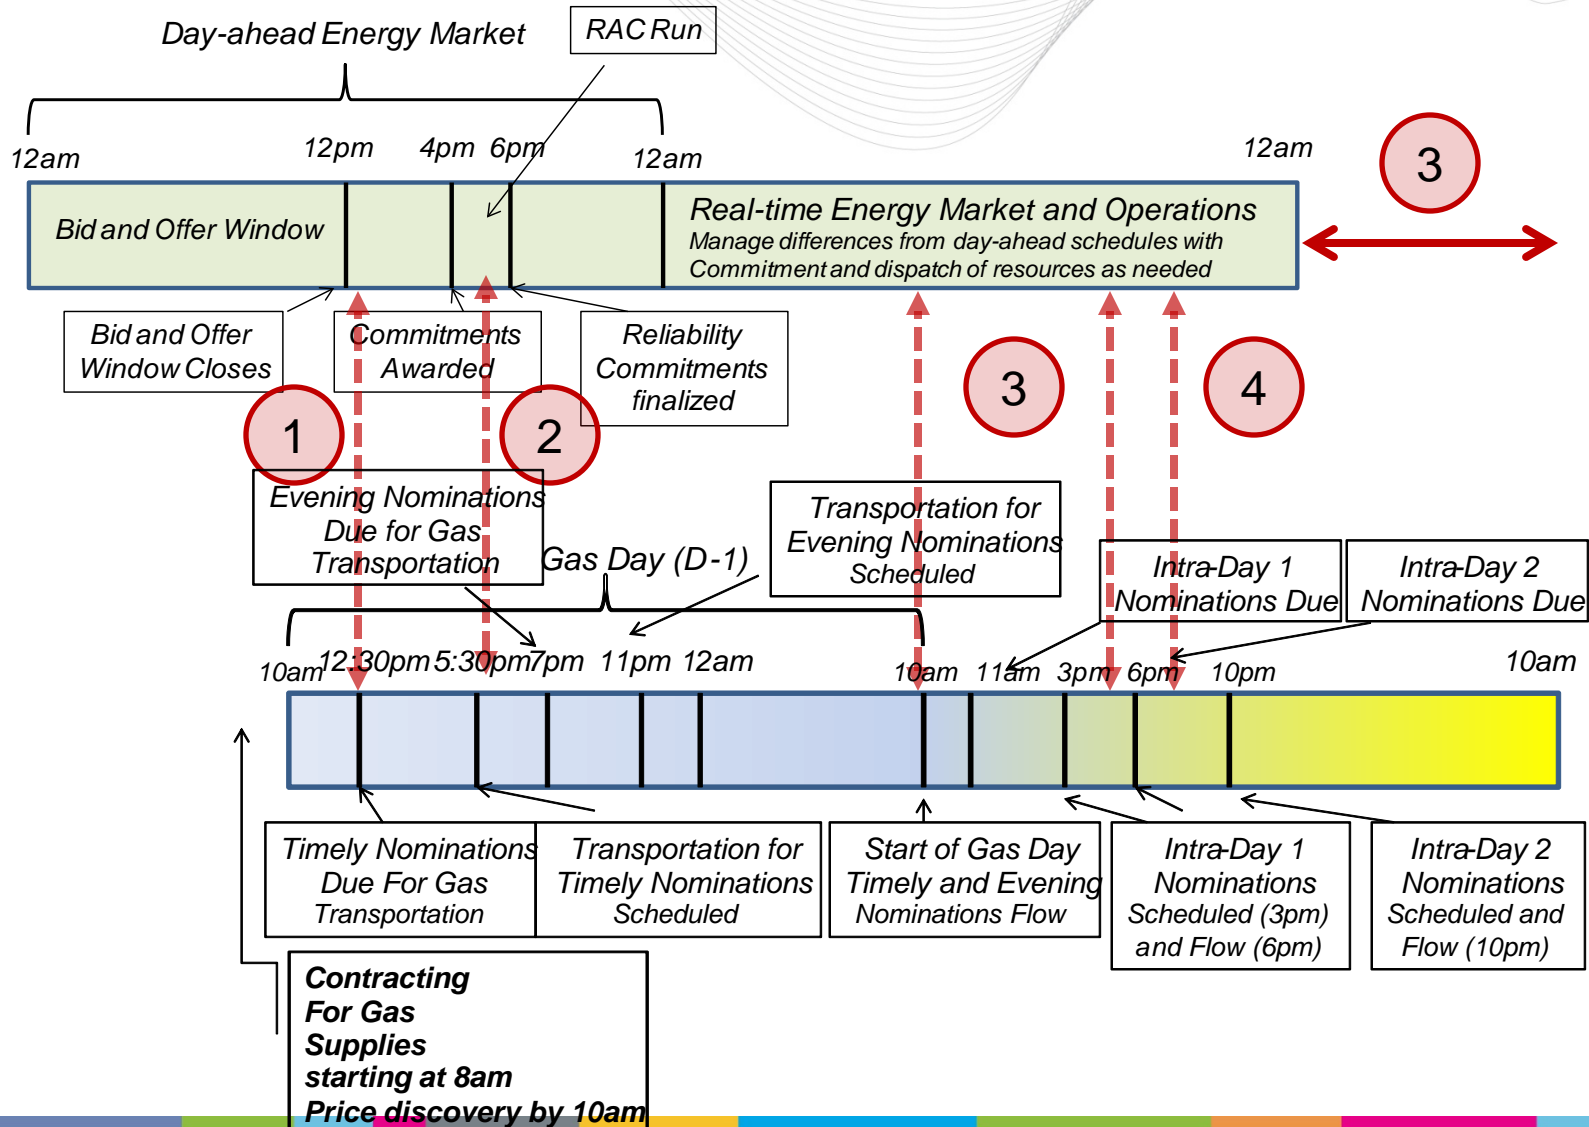 Day-ahead Energy Market
RAC Run
12am
12pm
4pm
6pm
12am
12am
3
Bid and Offer Window
Real-time Energy Market and Operations
Manage differences from day-ahead schedules with
Commitment and dispatch of resources as needed
Bid and Offer
Window Closes
Commitments
Awarded
Reliability
Commitments
finalized
3
4
1
2
Evening Nominations
Due for Gas
Transportation
Transportation for
Evening Nominations
Scheduled
Gas Day (D-1)
Intra-Day 1
Nominations Due
Intra-Day 2
Nominations Due
10am
12:30pm
5:30pm
7pm
11pm
12am
10am
11am
3pm
6pm
10pm
10am
Timely Nominations
Due For Gas
Transportation
Transportation for
Timely Nominations
Scheduled
Start of Gas Day
Timely and Evening
Nominations Flow
Intra-Day 1
Nominations
Scheduled (3pm)
and Flow (6pm)
Intra-Day 2
Nominations
Scheduled and
Flow (10pm)
Contracting
For Gas
Supplies
starting at 8am
Price discovery by 10am